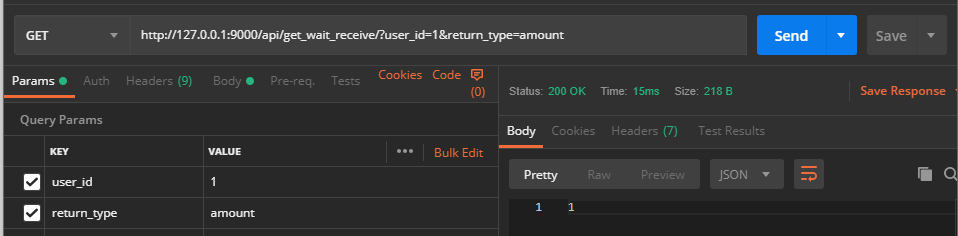 GET http://127.0.0.1:9000/api/get_wait_receive/?user_id=1&return_type=amount Send Save
Params Auth Headers (9) Body Pre-req. Tests Cookies Code (0)
Status: 200 OK Time: 15ms Size: 218 B Save Response
Query Params
KEY VALUE ••• Bulk Edit
user_id 1
return_type amount
Body Cookies Headers (7) Test Results
Pretty Raw Preview JSON
1 1